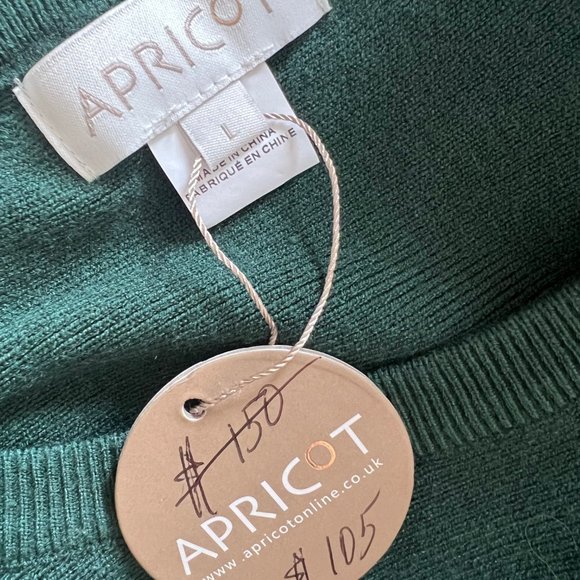 APRICOT
L
MADE IN CHINA
FABRIQUÉ EN CHINE
$ 150
APRICOT
www.apricotonline.co.uk
$ 105